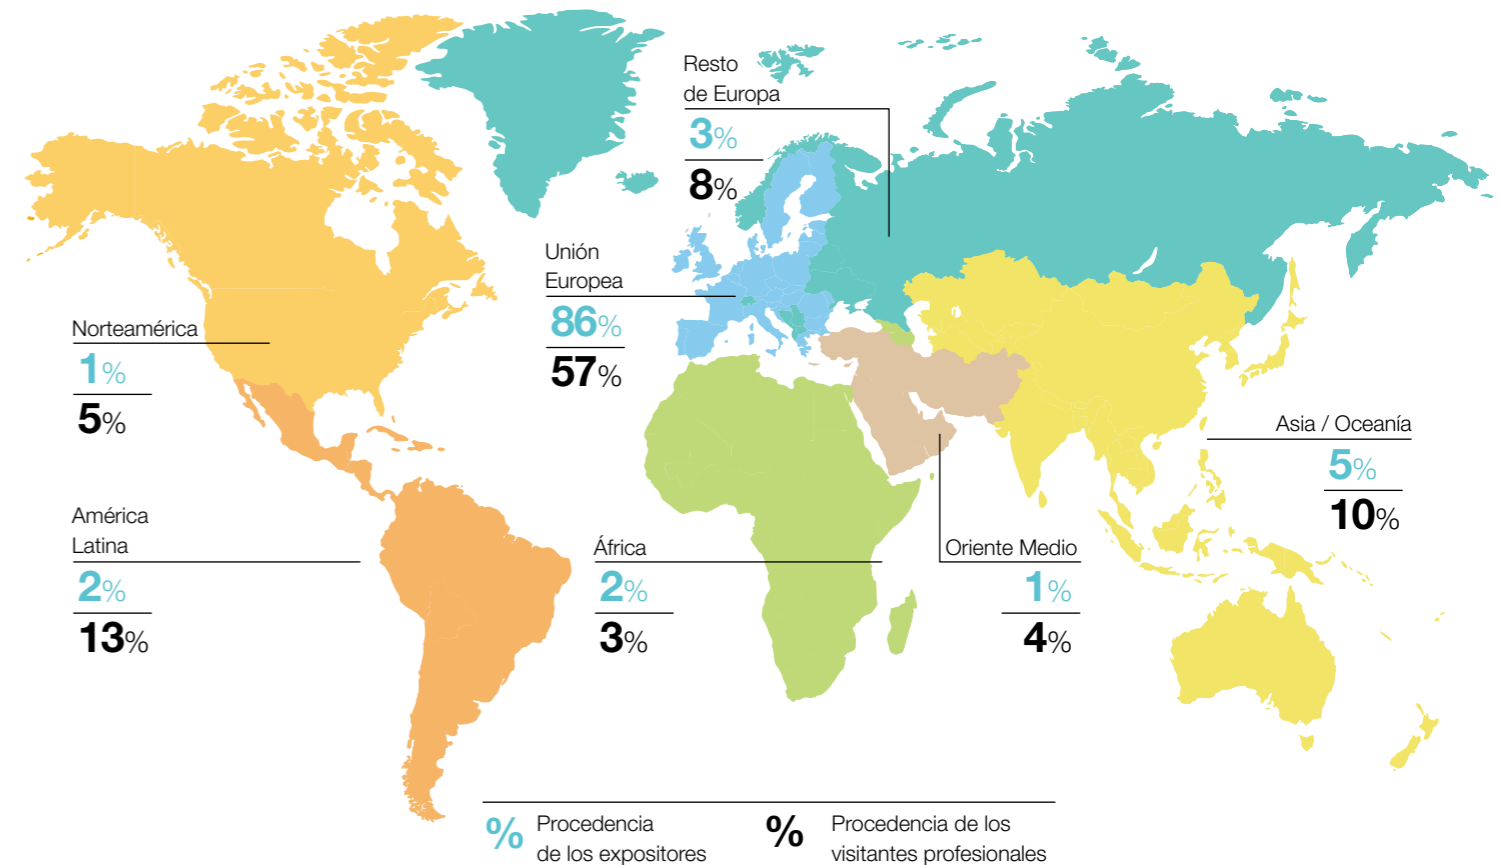 Resto
de Europa
3%
8%
Unión
Europea
86%
57%
Norteamérica
1%
5%
Asia / Oceanía
5%
10%
América
Latina
2%
13%
África
2%
3%
Oriente Medio
1%
4%
% Procedencia
de los expositores
% Procedencia de los
visitantes profesionales